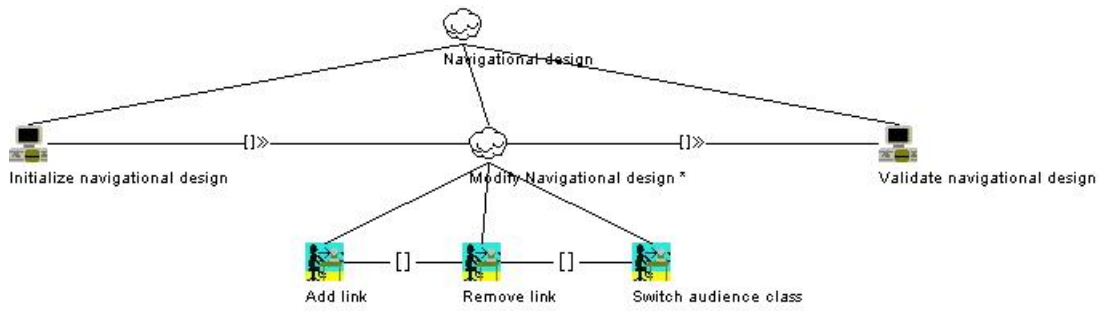 Navigational design
[]» []»
Initialize navigational design Modify Navigational design * Validate navigational design
[] []
Add link Remove link Switch audience class